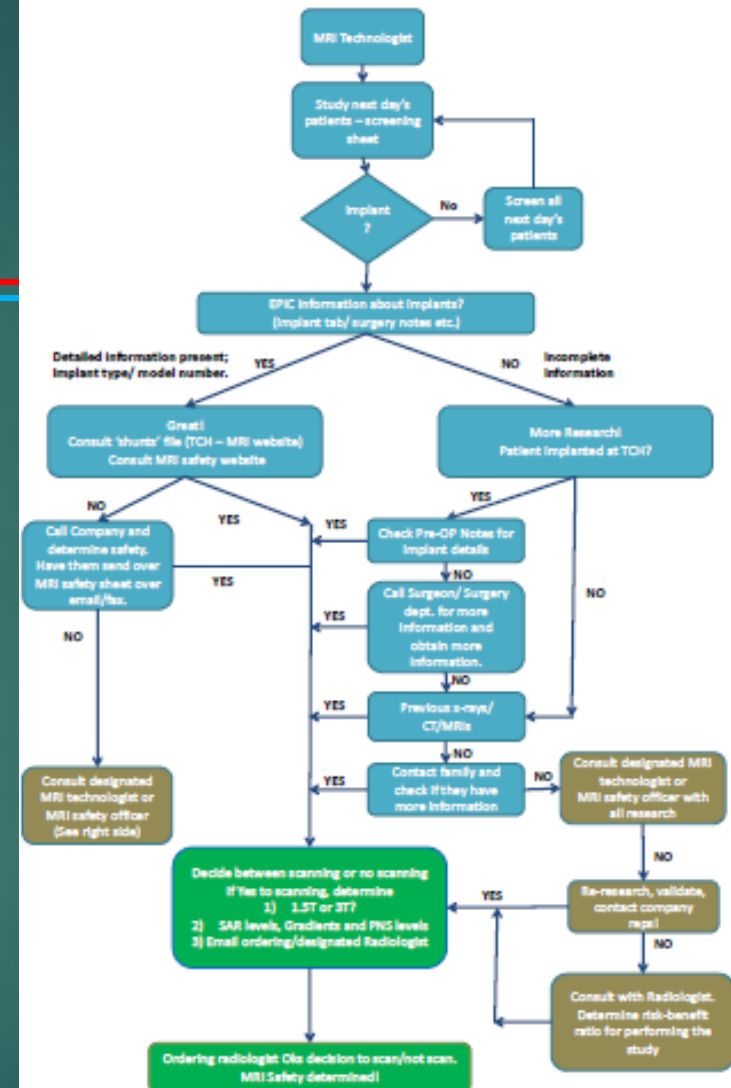 MRI Technologist
Study next day's
patients – screening
sheet
Implant
?
No
Screen all
next day's
patients
EPIC Information about Implants?
(Implant tab/ surgery notes etc.)
Detailed information present;
Implant type/ model number.
YES
NO
Incomplete
Information
Great!
Consult 'shunts' file (TCH – MRI website)
Consult MRI safety website
More Research!
Patient Implanted at TCH?
NO
YES
YES
YES
Call Company and
determine safety.
Have them send over
MRI safety sheet over
email/fax.
Check Pre-OP Notes for
Implant details
YES
NO
NO
Call Surgeon/ Surgery
dept. for more
Information and
obtain more
Information.
YES
NO
NO
YES
Previous x-rays/
CT/MRIs
NO
YES
Contact family and
check if they have
more Information
NO
Consult designated MRI
technologist or
MRI safety officer with
all research
Consult designated
MRI technologist or
MRI safety officer
(See right side)
NO
Decide between scanning or no scanning
If Yes to scanning, determine
1) 1.5T or 3T?
2) SAR levels, Gradients and PNS levels
3) Email ordering/designated Radiologist
YES
Re-research, validate,
contact company
reps!
NO
Consult with Radiologist.
Determine risk-benefit
ratio for performing the
study
Ordering radiologist Oks decision to scan/not scan.
MRI Safety determined!